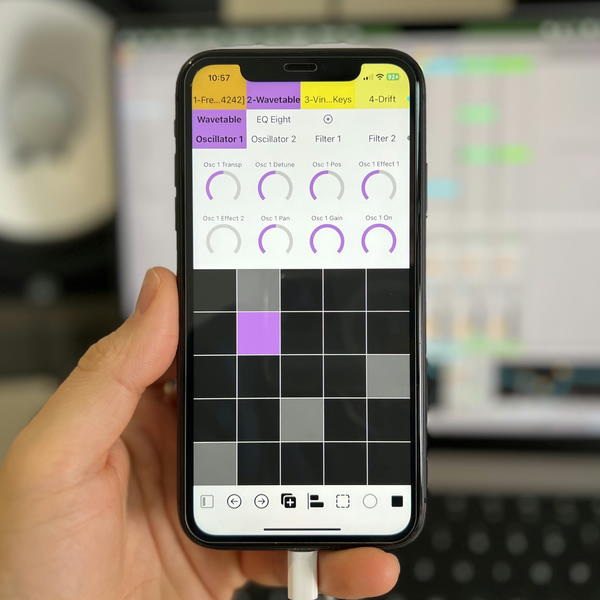 10:57 92
1-Fre...4242] 2-Wavetable 3-Vin...Keys 4-Drift
Wavetable EQ Eight
Oscillator 1 Oscillator 2 Filter 1 Filter 2
Osc 1 Transp Osc 1 Detune Osc 1 Pos Osc 1 Effect 1
Osc 1 Effect 2 Osc 1 Pan Osc 1 Gain Osc 1 On